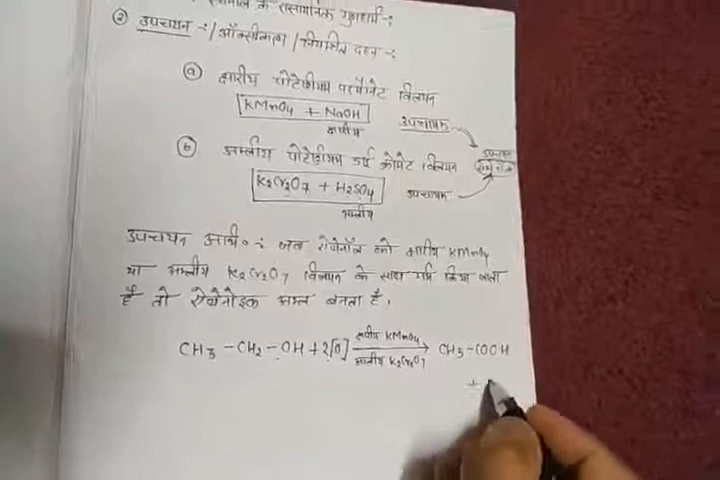 के रासायनिक गुणधर्म -:
② उपचयन -:/ ऑक्सीकरण / नियंत्रित दहन -:
ⓐ क्षारीय पोटेशियम परमैंगनेट विलयन
KMnO₄ + NaOH
क्षारीय
उपचायक
ⓑ अम्लीय पोटेशियम डाई क्रोमेट विलयन
K₂Cr₂O₇ + H₂SO₄
अम्लीय
उपचायक
उपचयन अभि० -: जब एथेनॉल को क्षारीय KMnO₄
या अम्लीय K₂Cr₂O₇ विलयन के साथ गर्म किया जाता
है तो एथेनोइक अम्ल बनता है।
CH₃-CH₂-OH + 2[O] क्षारीय KMnO₄ → CH₃-COOH
अम्लीय K₂Cr₂O₇
+